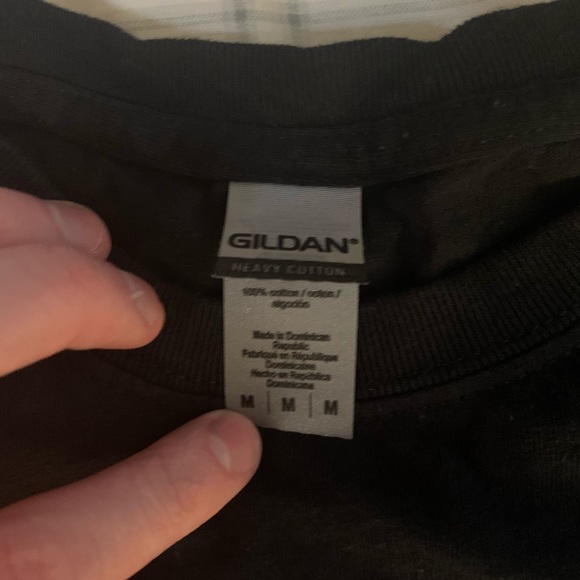 GILDAN®
HEAVY COTTON
100% cotton / coton /
algodón
Made in Dominican
Republic
Fabriqué en République
Dominicaine
Hecho en República
Dominicana
M | M | M